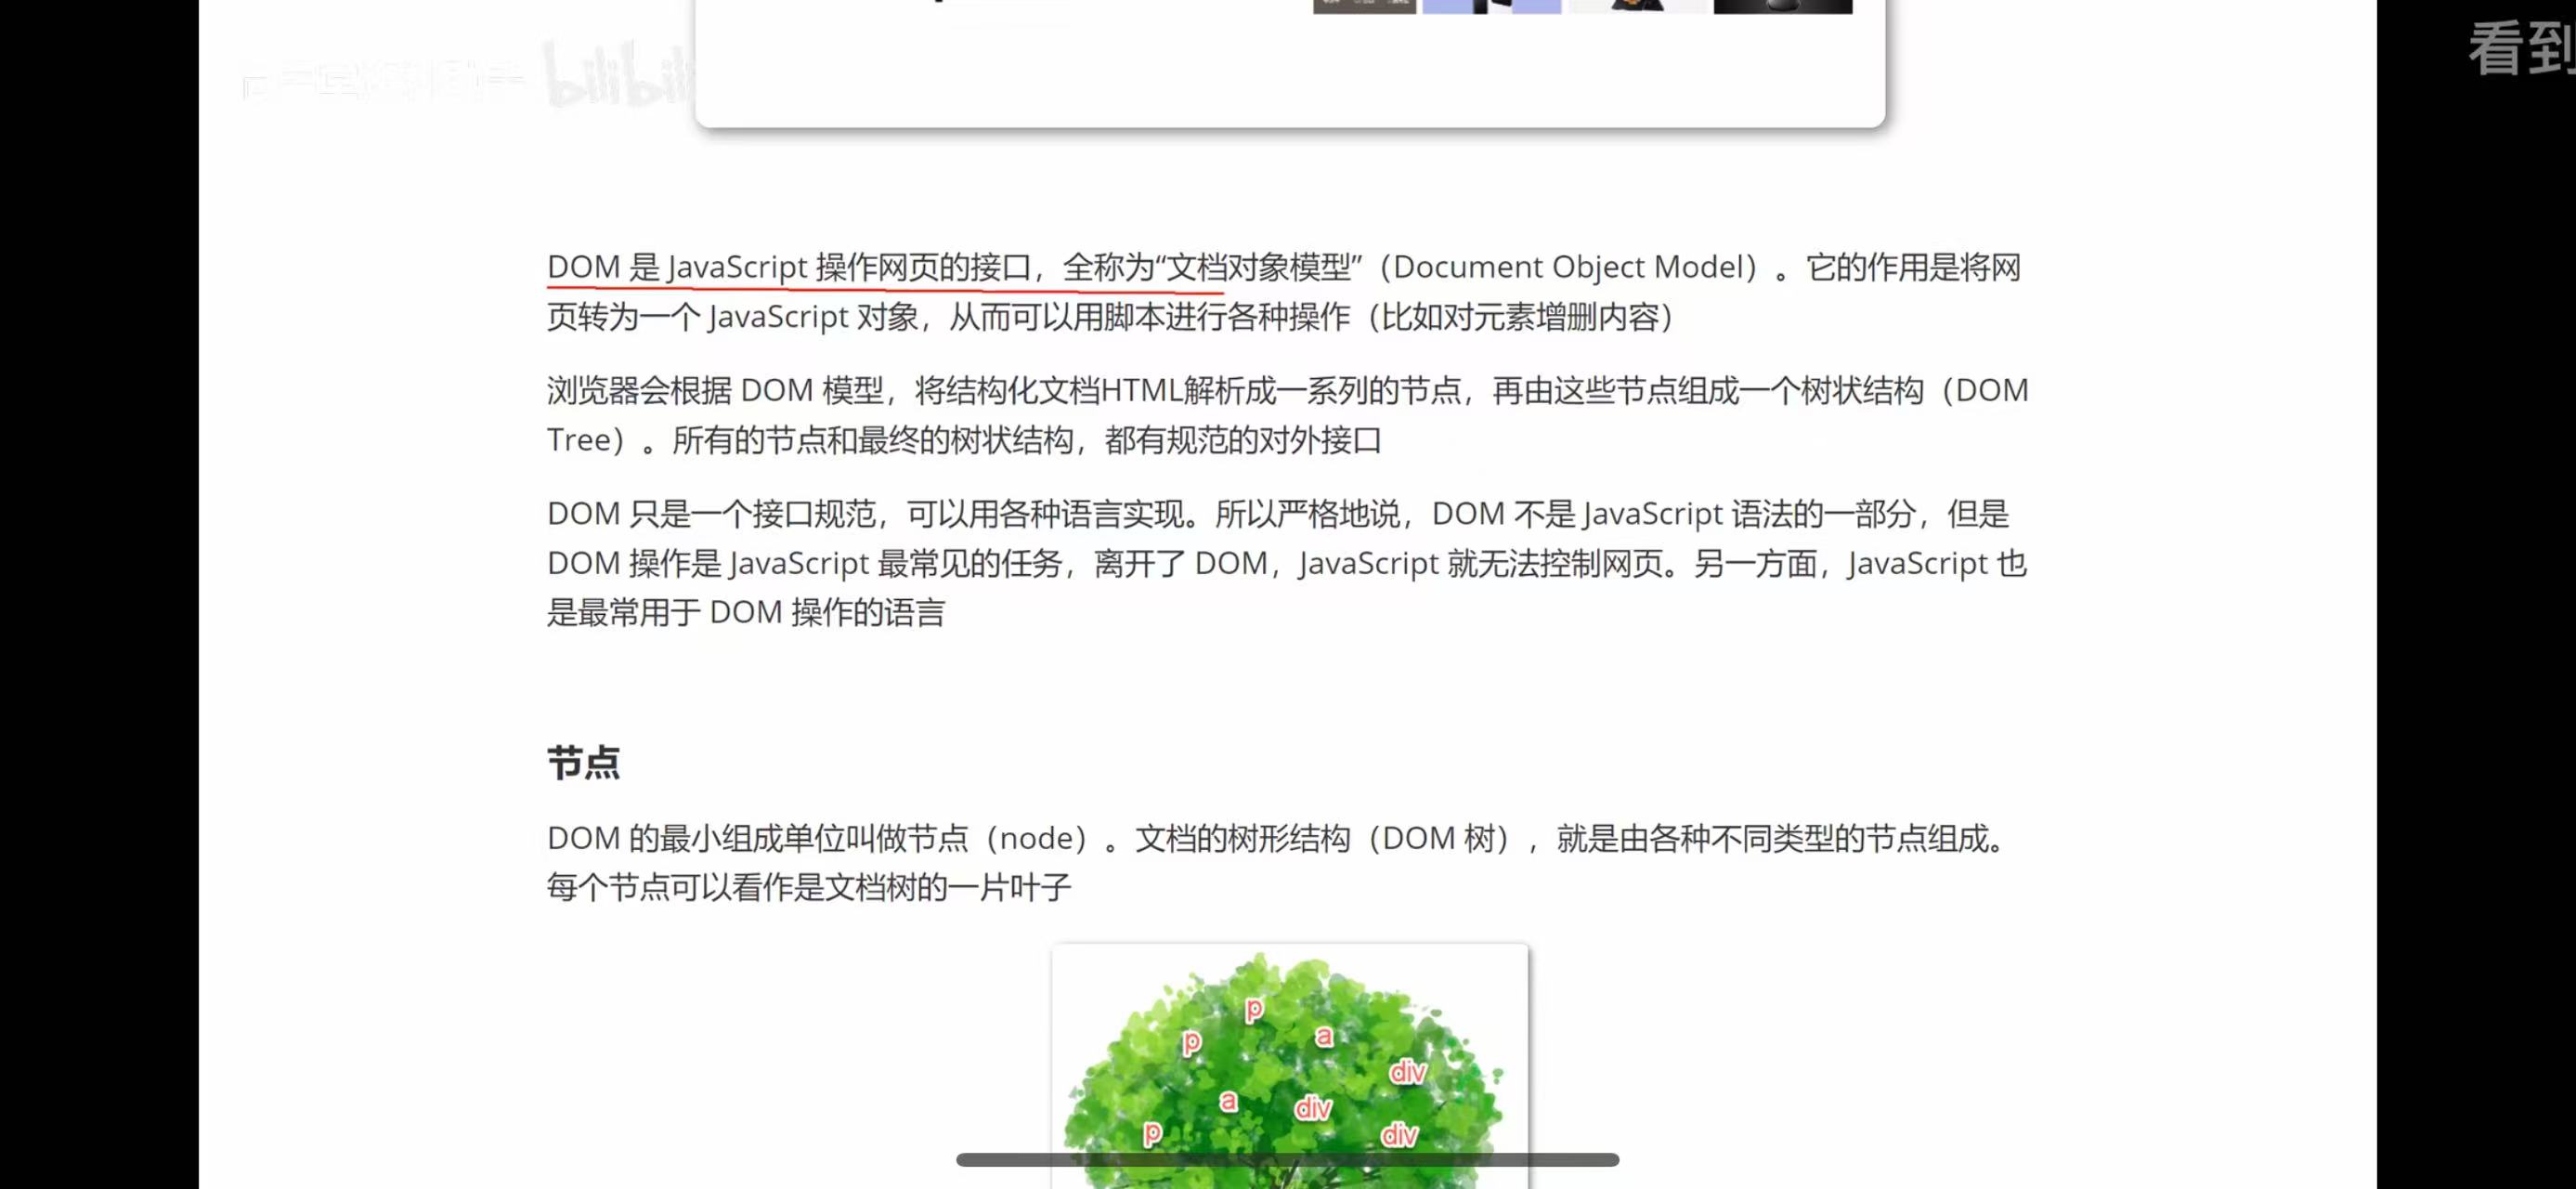 bilibili
看到
DOM 是 JavaScript 操作网页的接口，全称为“文档对象模型”（Document Object Model）。它的作用是将网
页转为一个 JavaScript 对象，从而可以用脚本进行各种操作（比如对元素增删内容）
浏览器会根据 DOM 模型，将结构化文档HTML解析成一系列的节点，再由这些节点组成一个树状结构（DOM
Tree）。所有的节点和最终的树状结构，都有规范的对外接口
DOM 只是一个接口规范，可以用各种语言实现。所以严格地说，DOM 不是 JavaScript 语法的一部分，但是
DOM 操作是 JavaScript 最常见的任务，离开了 DOM，JavaScript 就无法控制网页。另一方面，JavaScript 也
是最常用于 DOM 操作的语言
节点
DOM 的最小组成单位叫做节点（node）。文档的树形结构（DOM 树），就是由各种不同类型的节点组成。
每个节点可以看作是文档树的一片叶子
p
p
a
div
a
div
p
div